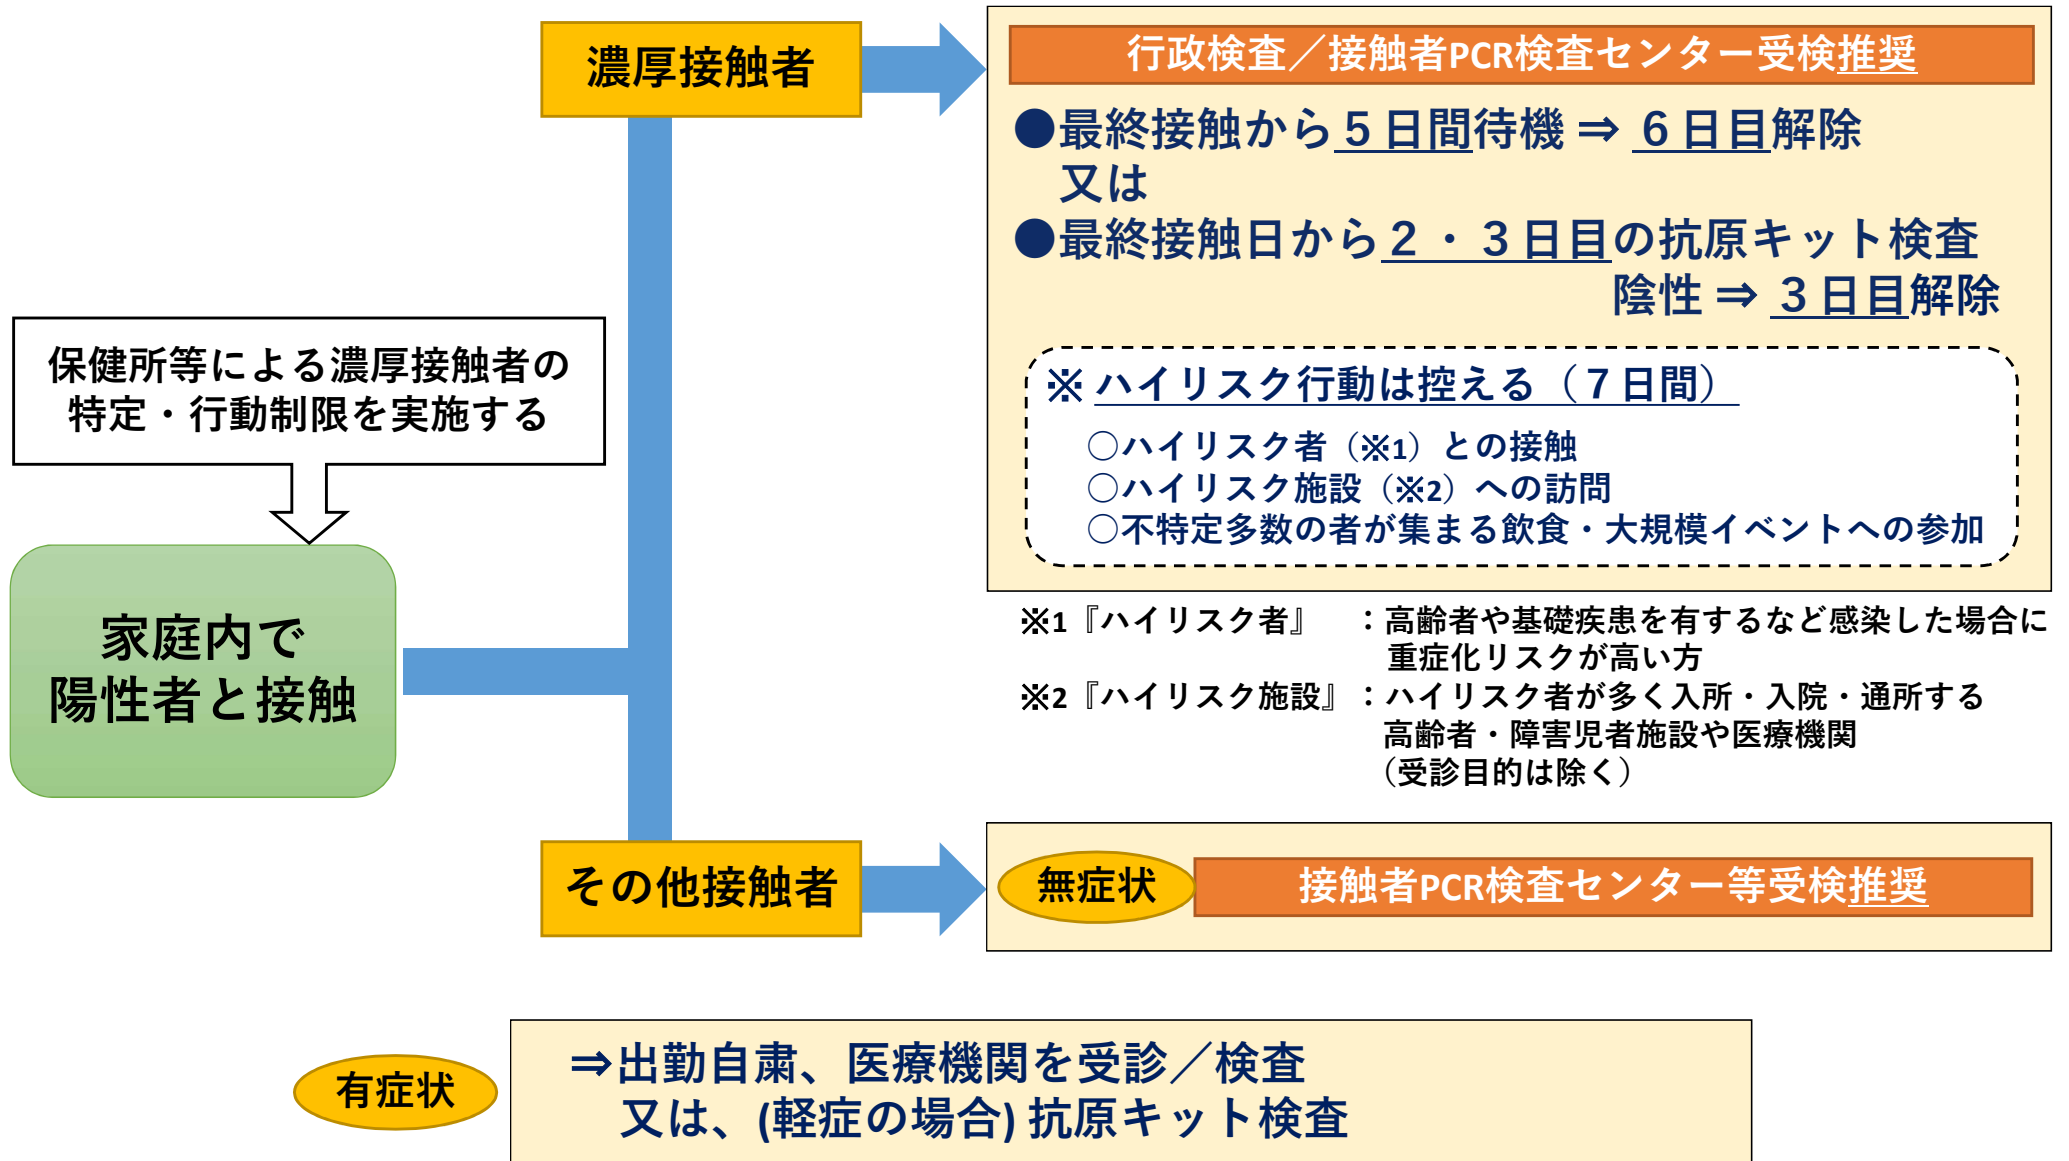 濃厚接触者
行政検査／接触者PCR検査センター受検推奨
●最終接触から５日間待機 ⇒ ６日目解除
又は
●最終接触日から２・３日目の抗原キット検査
陰性 ⇒ ３日目解除
※ ハイリスク行動は控える（７日間）
○ハイリスク者（※1）との接触
○ハイリスク施設（※2）への訪問
○不特定多数の者が集まる飲食・大規模イベントへの参加
※1『ハイリスク者』　：高齢者や基礎疾患を有するなど感染した場合に
重症化リスクが高い方
※2『ハイリスク施設』：ハイリスク者が多く入所・入院・通所する
高齢者・障害児者施設や医療機関
（受診目的は除く）
保健所等による濃厚接触者の
特定・行動制限を実施する
家庭内で
陽性者と接触
その他接触者
無症状
接触者PCR検査センター等受検推奨
有症状
⇒出勤自粛、医療機関を受診／検査
又は、(軽症の場合) 抗原キット検査